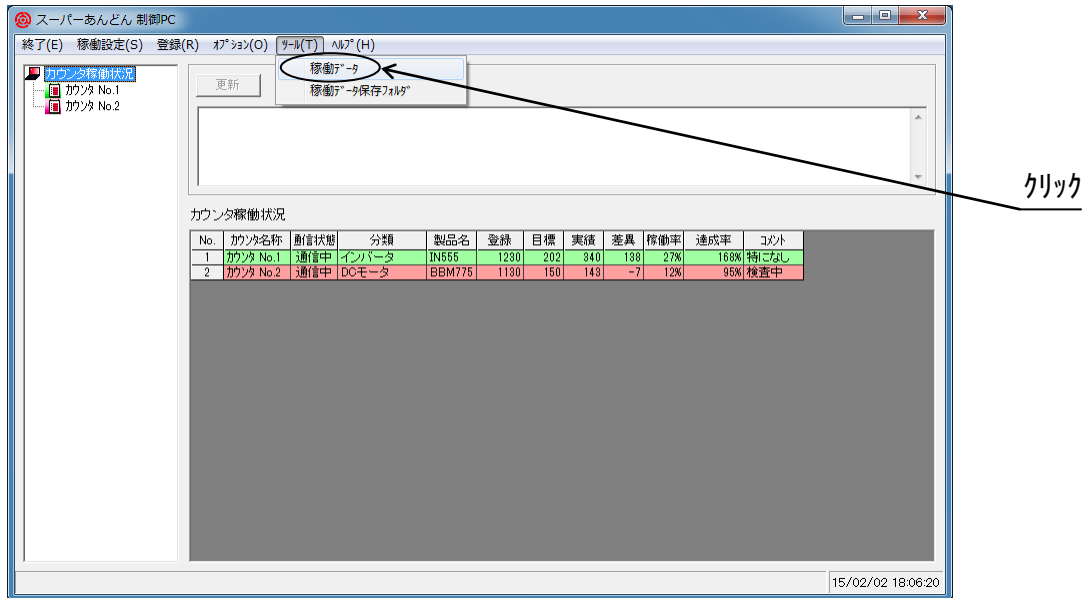 スーパーあんどん 制御PC
終了(E) 稼働設定(S) 登録(R) ｵﾌﾟｼｮﾝ(O) ﾂｰﾙ(T) ﾍﾙﾌﾟ(H)
稼働ﾃﾞｰﾀ
稼働ﾃﾞｰﾀ保存ﾌｫﾙﾀﾞ
カウンタ稼働状況
ｶｳﾝﾀ No.1
ｶｳﾝﾀ No.2
更新
ｸﾘｯｸ
カウンタ稼働状況
No. ｶｳﾝﾀ名称 通信状態 分類 製品名 登録 目標 実績 差異 稼働率 達成率 ｺﾒﾝﾄ
1 ｶｳﾝﾀ No.1 通信中 インバータ IN555 1230 202 340 138 27% 168% 特になし
2 ｶｳﾝﾀ No.2 通信中 DCモータ BBM775 1130 150 143 -7 12% 95% 検査中
15/02/02 18:06:20